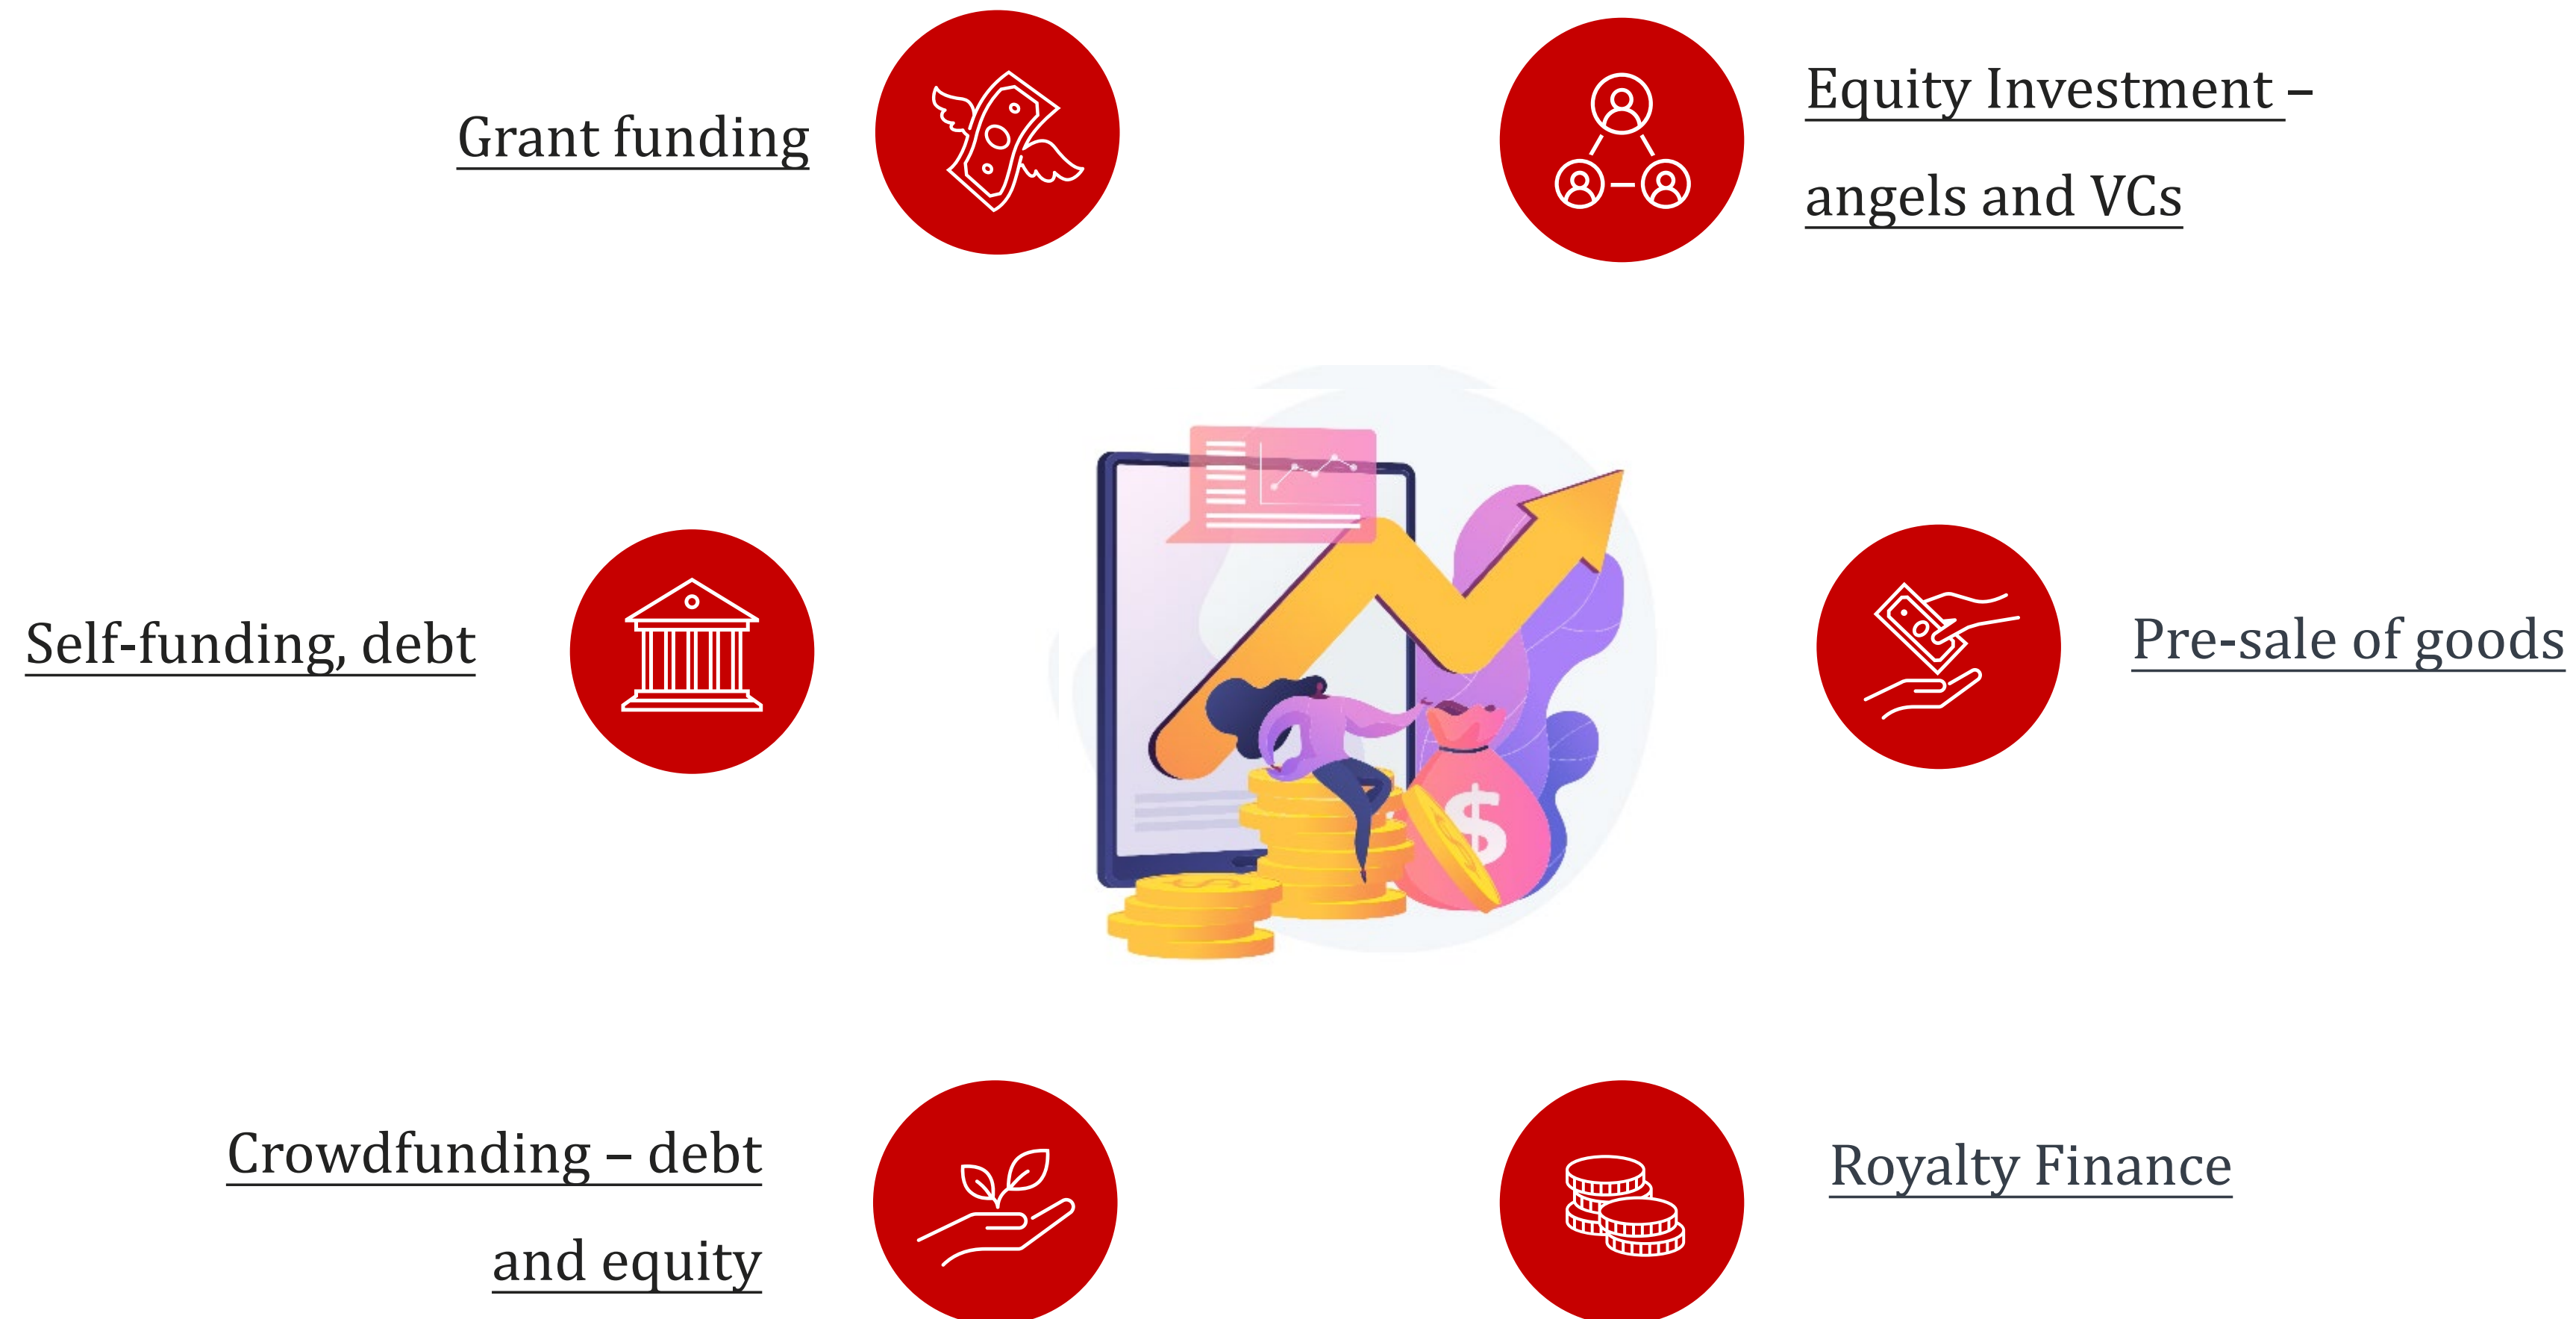 Grant funding
Equity Investment –
angels and VCs
Self-funding, debt
$
Pre-sale of goods
Crowdfunding – debt
and equity
Royalty Finance